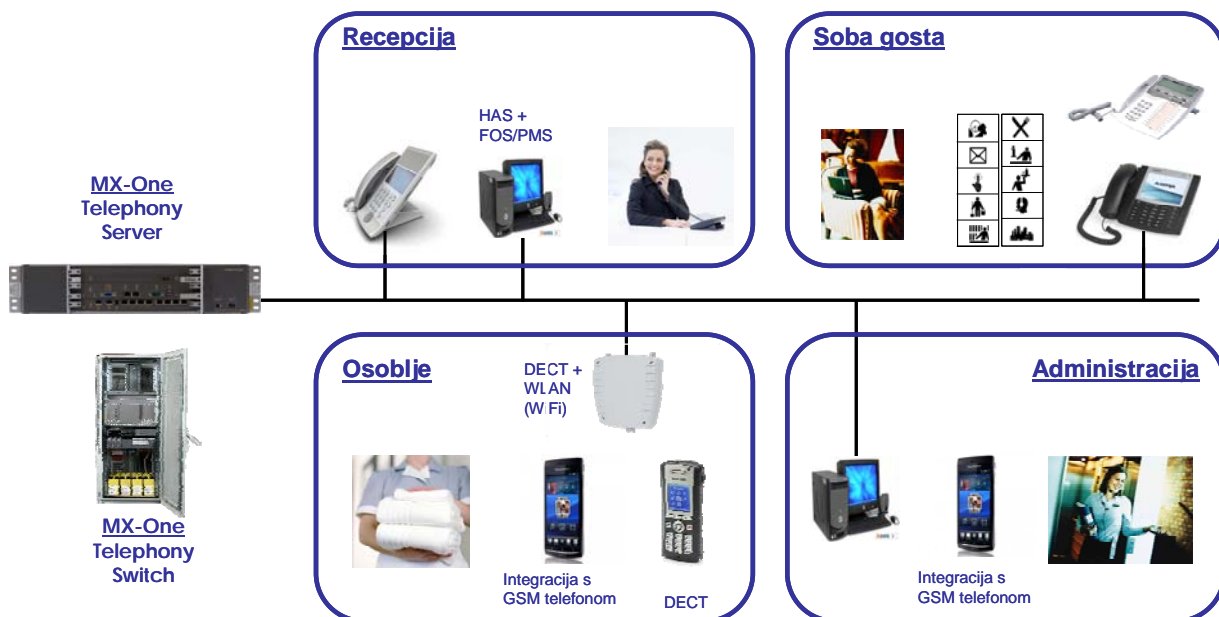 Recepcija
HAS +
FOS/PMS
Soba gosta
MX-One
Telephony
Server
Osoblje
DECT +
WLAN
(WiFi)
Integracija s
GSM telefonom
DECT
Administracija
Integracija s
GSM telefonom
MX-One
Telephony
Switch